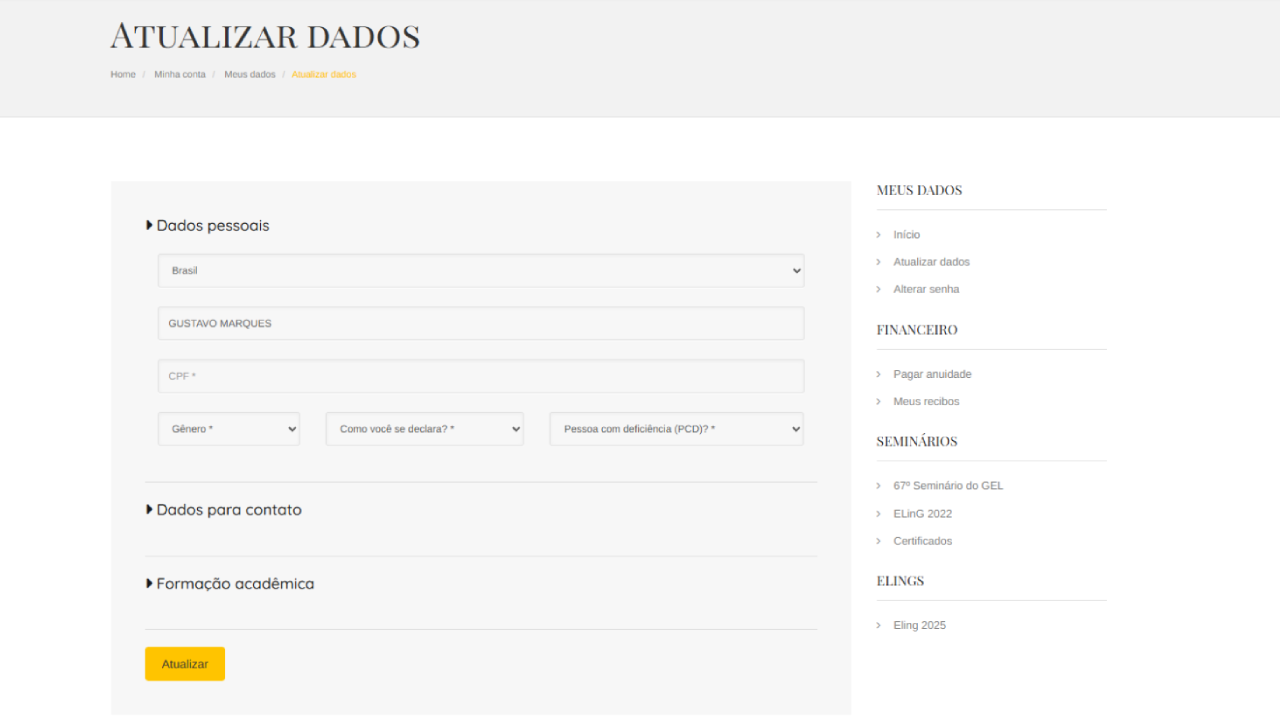 Atualizar dados
Home / Minha conta / Meus dados / Atualizar dados
Dados pessoais
Brasil
GUSTAVO MARQUES
CPF *
Gênero * Como você se declara? * Pessoa com deficiência (PCD)? *
Dados para contato
Formação acadêmica
Atualizar
MEUS DADOS
Início
Atualizar dados
Alterar senha
FINANCEIRO
Pagar anuidade
Meus recibos
SEMINÁRIOS
67º Seminário do GEL
ELinG 2022
Certificados
ELINGS
Eling 2025